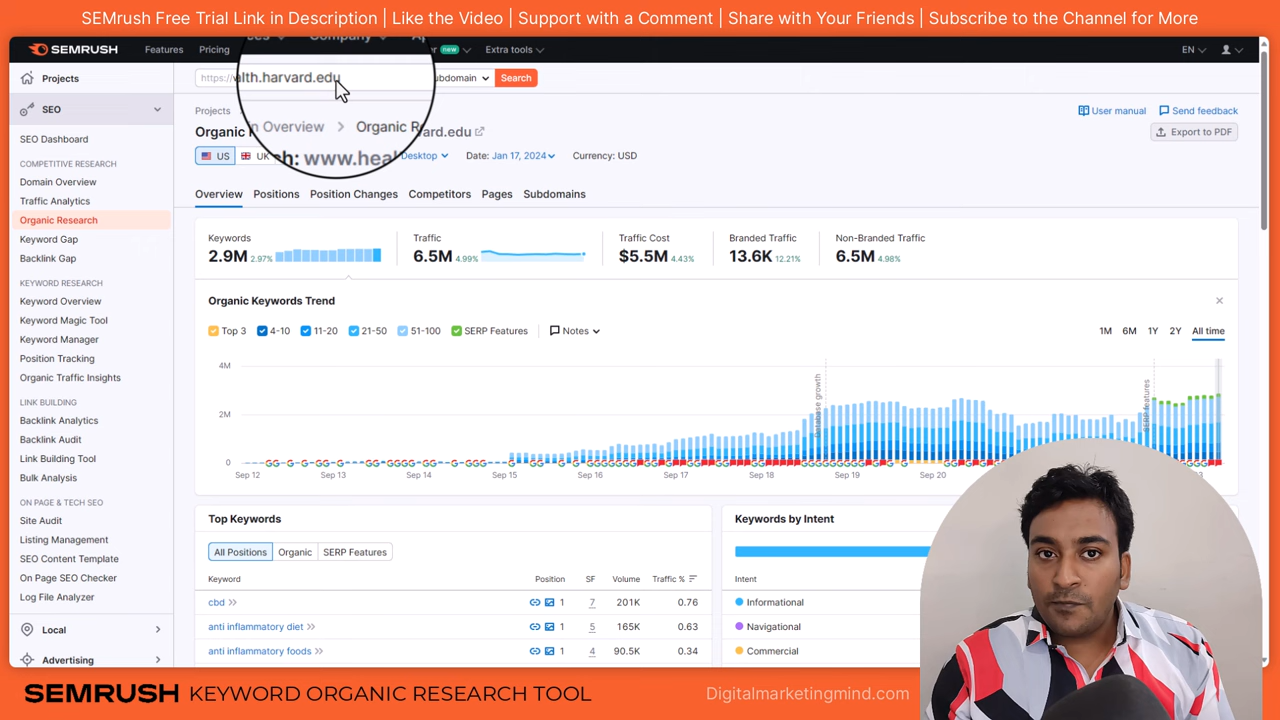 SEMrush Free Trial Link in Description | Like the Video | Support with a Comment | Share with Your Friends | Subscribe to the Channel for More
SEMRUSH Features Pricing Company new Extra tools EN
Projects https:// alth.harvard.edu Search
SEO
Projects n Overview > Organic User manual Send feedback
Organic vard.edu
Export to PDF
US UK h: www.heal Desktop Date: Jan 17, 2024 Currency: USD
Overview Positions Position Changes Competitors Pages Subdomains
SEO Dashboard
COMPETITIVE RESEARCH
Domain Overview
Traffic Analytics
Organic Research
Keyword Gap
Backlink Gap
KEYWORD RESEARCH
Keyword Overview
Keyword Magic Tool
Keyword Manager
Position Tracking
Organic Traffic Insights
LINK BUILDING
Backlink Analytics
Backlink Audit
Link Building Tool
Bulk Analysis
ON PAGE & TECH SEO
Site Audit
Listing Management
SEO Content Template
On Page SEO Checker
Log File Analyzer
Local
Advertising
Keywords Traffic Traffic Cost Branded Traffic Non-Branded Traffic
2.9M 2.97% 6.5M 4.99% $5.5M 4.43% 13.6K 12.21% 6.5M 4.98%
Organic Keywords Trend
Top 3 4-10 11-20 21-50 51-100 SERP Features Notes 1M 6M 1Y 2Y All time
4M
2M
0
Database growth
SERP features
Sep 12 Sep 13 Sep 14 Sep 15 Sep 16 Sep 17 Sep 18 Sep 19 Sep 20
Top Keywords
All Positions Organic SERP Features
Keyword Position SF Volume Traffic %
cbd 1 7 201K 0.76
anti inflammatory diet 1 5 165K 0.63
anti inflammatory foods 1 4 90.5K 0.34
Keywords by Intent
Intent
Informational
Navigational
Commercial
SEMRUSH KEYWORD ORGANIC RESEARCH TOOL Digitalmarketingmind.com